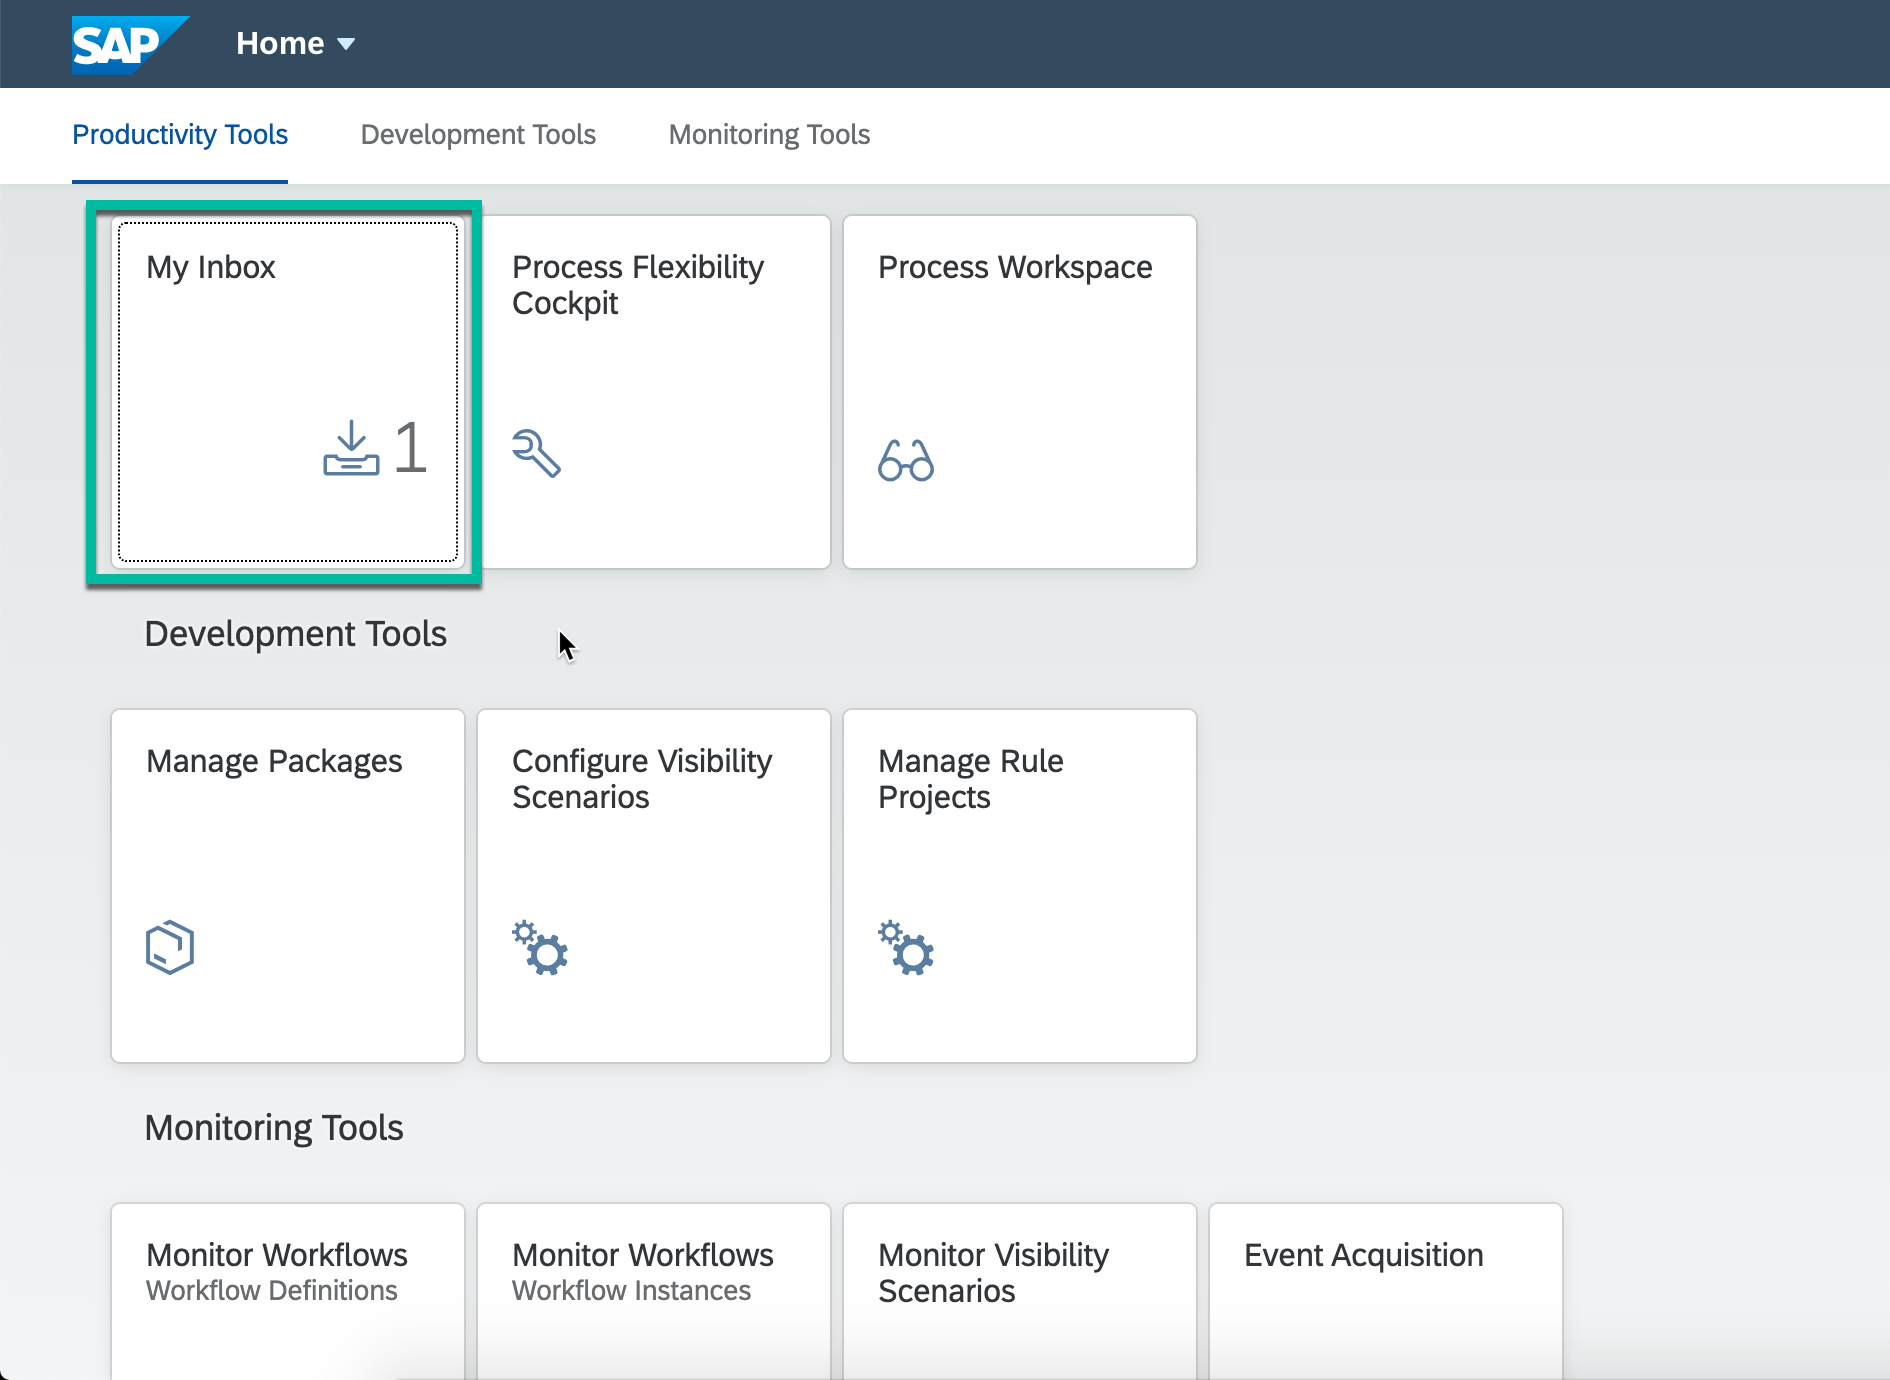 SAP
Home
Productivity Tools
Development Tools
Monitoring Tools
My Inbox
1
Process Flexibility
Cockpit
Process Workspace
Development Tools
Manage Packages
Configure Visibility
Scenarios
Manage Rule
Projects
Monitoring Tools
Monitor Workflows
Workflow Definitions
Monitor Workflows
Workflow Instances
Monitor Visibility
Scenarios
Event Acquisition